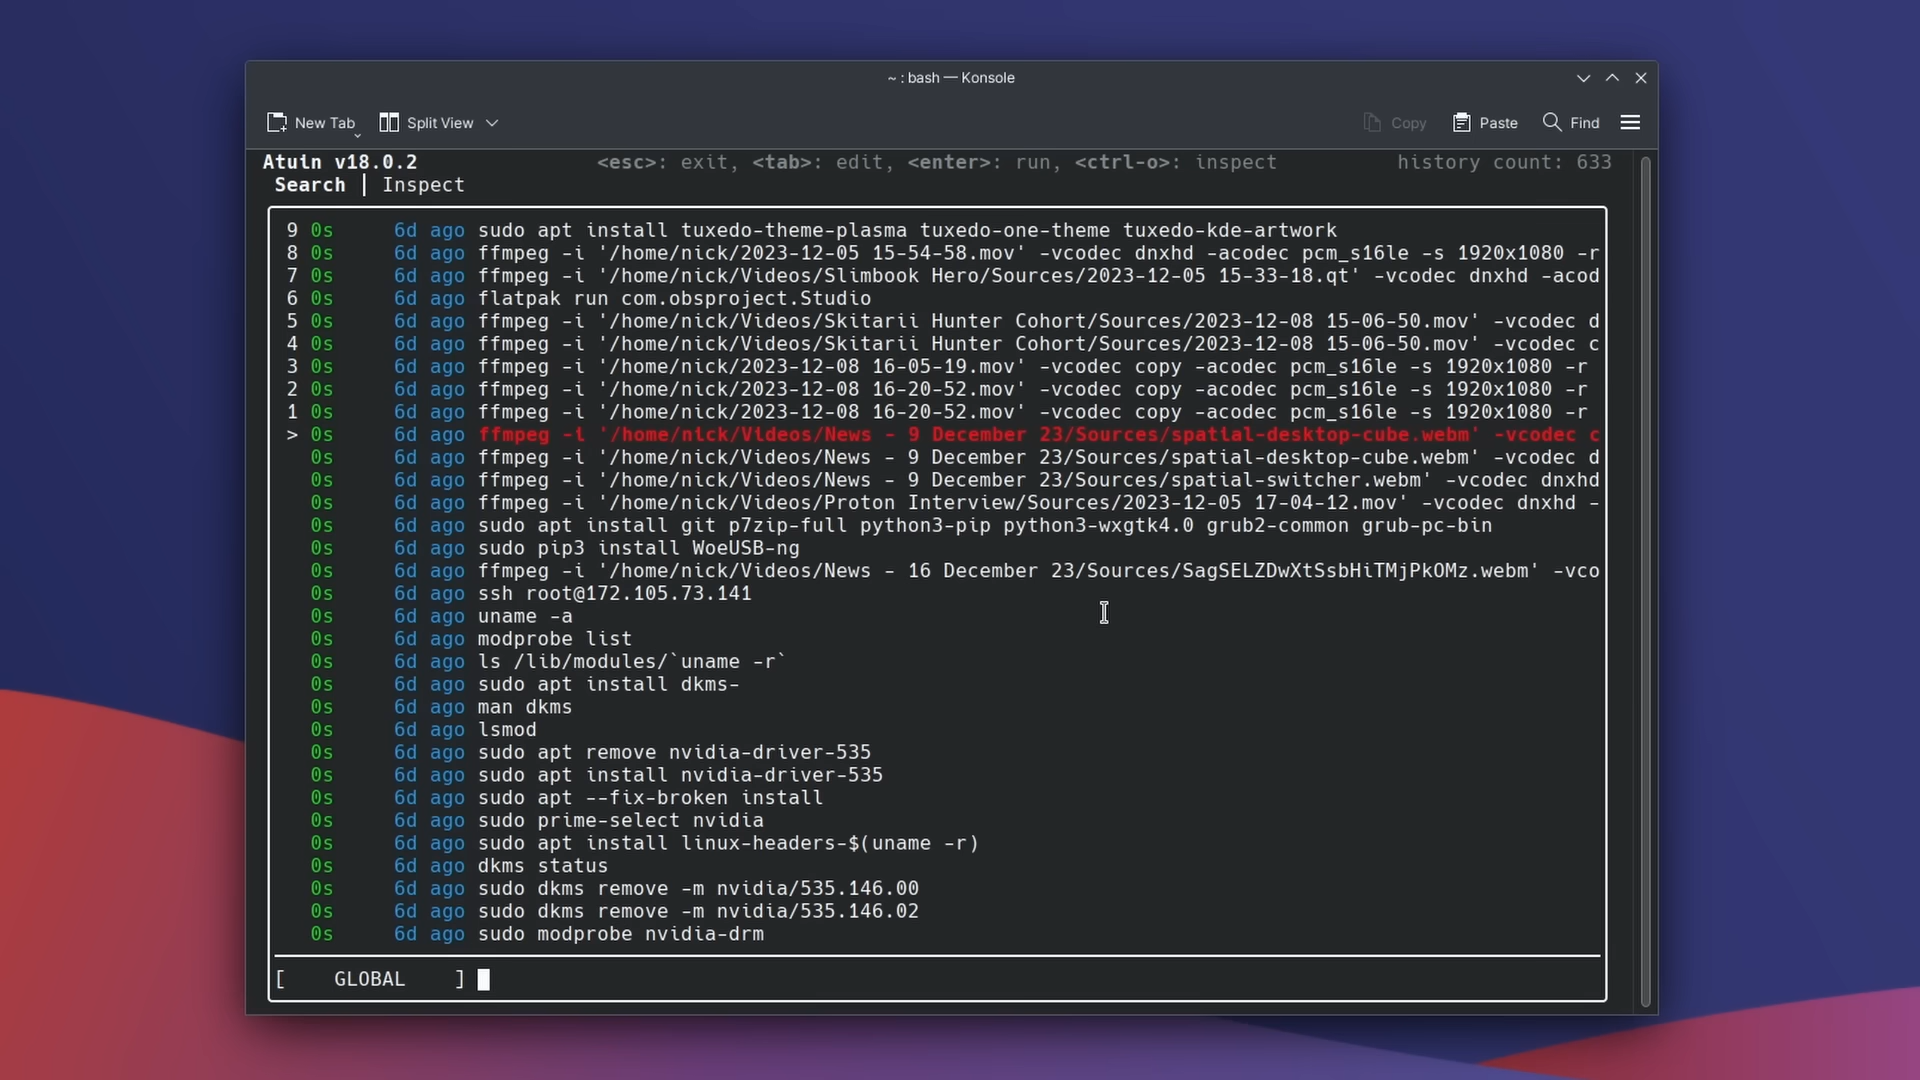 ~ : bash — Konsole
New Tab Split View Copy Paste Find
Atuin v18.0.2 <esc>: exit, <tab>: edit, <enter>: run, <ctrl-o>: inspect history count: 633
Search | Inspect
9 0s 6d ago sudo apt install tuxedo-theme-plasma tuxedo-one-theme tuxedo-kde-artwork
8 0s 6d ago ffmpeg -i '/home/nick/2023-12-05 15-54-58.mov' -vcodec dnxhd -acodec pcm_s16le -s 1920x1080 -r
7 0s 6d ago ffmpeg -i '/home/nick/Videos/Slimbook Hero/Sources/2023-12-05 15-33-18.qt' -vcodec dnxhd -acod
6 0s 6d ago flatpak run com.obsproject.Studio
5 0s 6d ago ffmpeg -i '/home/nick/Videos/Skitarii Hunter Cohort/Sources/2023-12-08 15-06-50.mov' -vcodec d
4 0s 6d ago ffmpeg -i '/home/nick/Videos/Skitarii Hunter Cohort/Sources/2023-12-08 15-06-50.mov' -vcodec c
3 0s 6d ago ffmpeg -i '/home/nick/2023-12-08 16-05-19.mov' -vcodec copy -acodec pcm_s16le -s 1920x1080 -r
2 0s 6d ago ffmpeg -i '/home/nick/2023-12-08 16-20-52.mov' -vcodec copy -acodec pcm_s16le -s 1920x1080 -r
1 0s 6d ago ffmpeg -i '/home/nick/2023-12-08 16-20-52.mov' -vcodec copy -acodec pcm_s16le -s 1920x1080 -r
> 0s 6d ago ffmpeg -i '/home/nick/Videos/News - 9 December 23/Sources/spatial-desktop-cube.webm' -vcodec c
0s 6d ago ffmpeg -i '/home/nick/Videos/News - 9 December 23/Sources/spatial-desktop-cube.webm' -vcodec d
0s 6d ago ffmpeg -i '/home/nick/Videos/News - 9 December 23/Sources/spatial-switcher.webm' -vcodec dnxhd
0s 6d ago ffmpeg -i '/home/nick/Videos/Proton Interview/Sources/2023-12-05 17-04-12.mov' -vcodec dnxhd -
0s 6d ago sudo apt install git p7zip-full python3-pip python3-wxgtk4.0 grub2-common grub-pc-bin
0s 6d ago sudo pip3 install WoeUSB-ng
0s 6d ago ffmpeg -i '/home/nick/Videos/News - 16 December 23/Sources/SagSELZDwXtSsbHiTMjPkOMz.webm' -vco
0s 6d ago ssh root@172.105.73.141
0s 6d ago uname -a
0s 6d ago modprobe list
0s 6d ago ls /lib/modules/`uname -r`
0s 6d ago sudo apt install dkms-
0s 6d ago man dkms
0s 6d ago lsmod
0s 6d ago sudo apt remove nvidia-driver-535
0s 6d ago sudo apt install nvidia-driver-535
0s 6d ago sudo apt --fix-broken install
0s 6d ago sudo prime-select nvidia
0s 6d ago sudo apt install linux-headers-$(uname -r)
0s 6d ago dkms status
0s 6d ago sudo dkms remove -m nvidia/535.146.00
0s 6d ago sudo dkms remove -m nvidia/535.146.02
0s 6d ago sudo modprobe nvidia-drm
[ GLOBAL ]